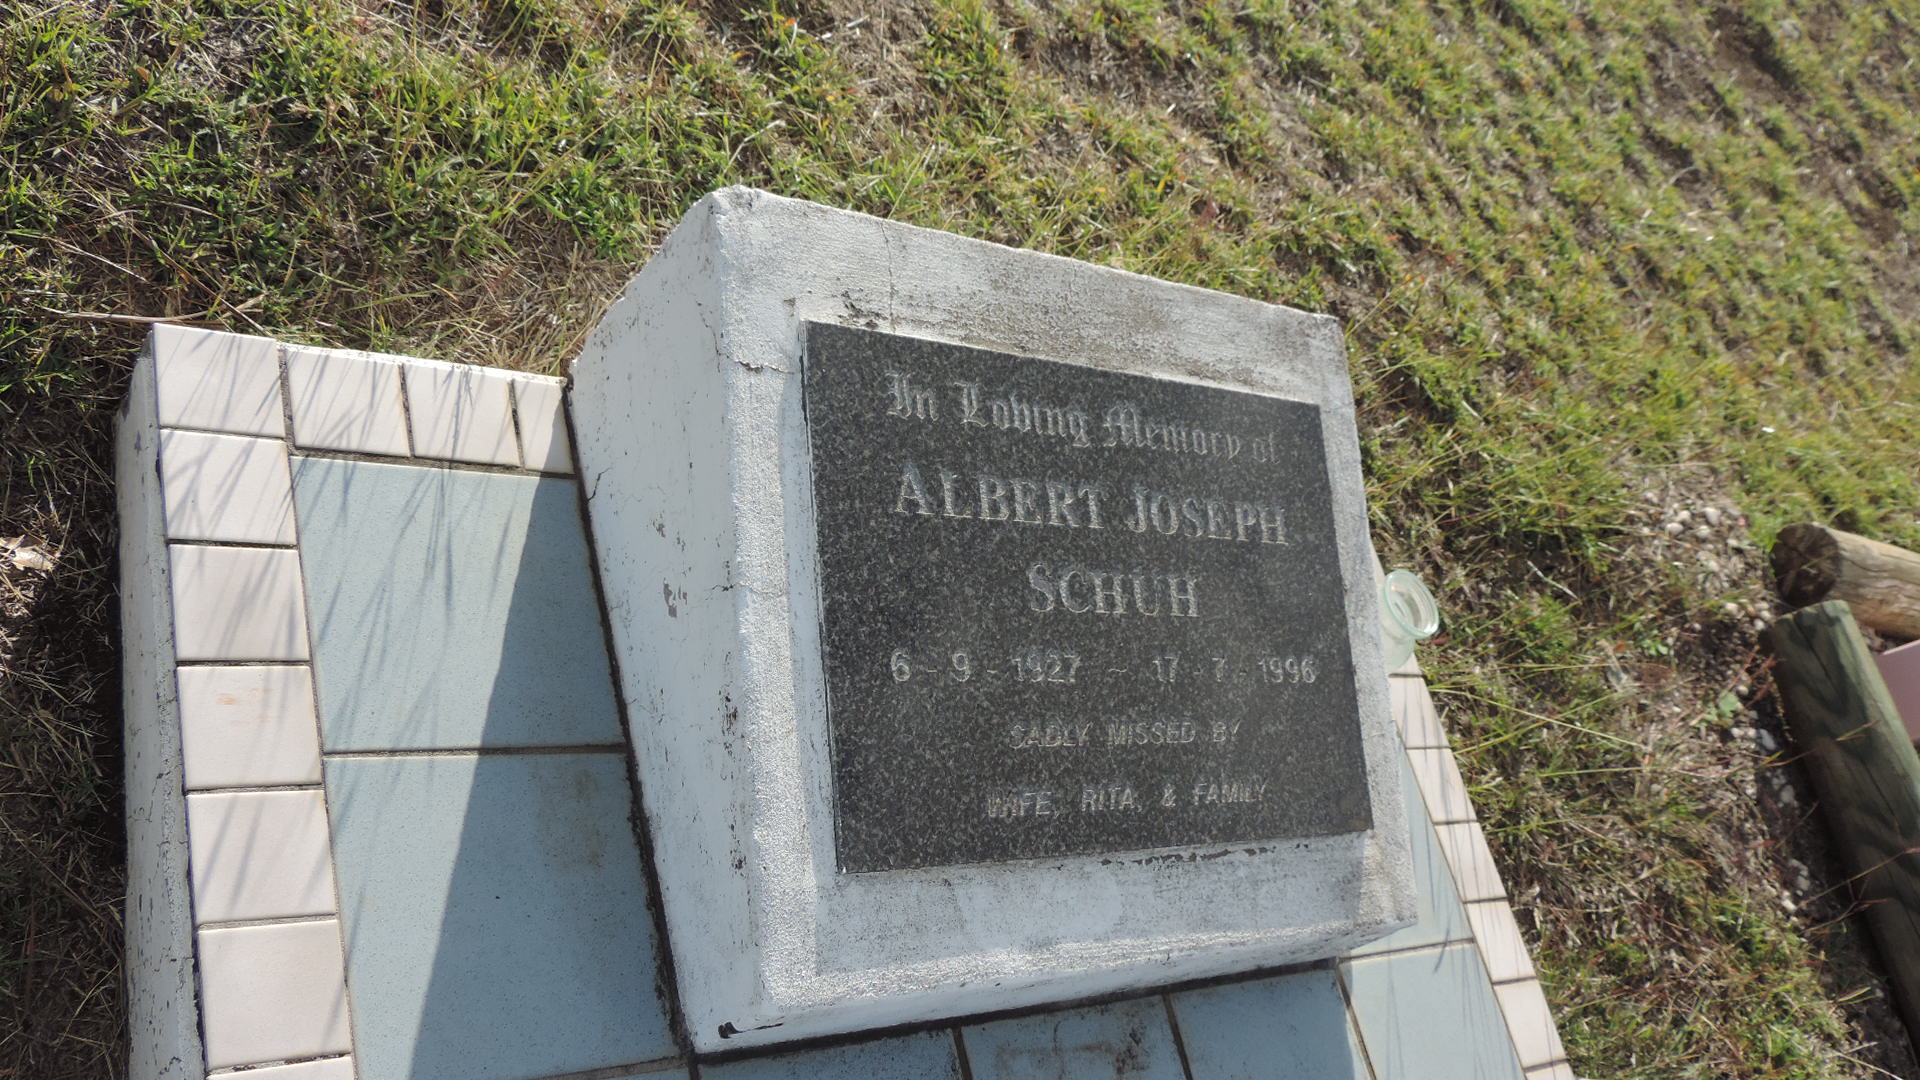 In Loving Memory of
ALBERT JOSEPH
SCHUH
6 - 9 - 1927 ~ 17 - 7 - 1996
SADLY MISSED BY
WIFE, RITA, & FAMILY